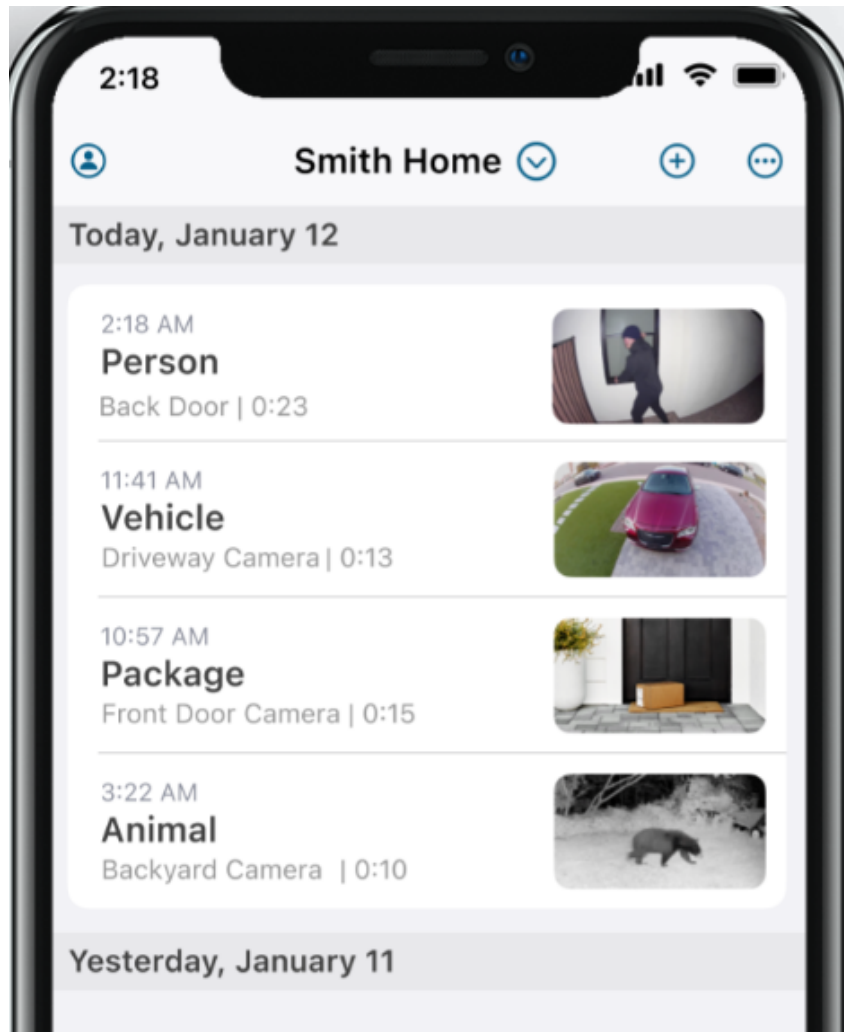 2:18
Smith Home
Today, January 12
2:18 AM
Person
Back Door | 0:23
11:41 AM
Vehicle
Driveway Camera | 0:13
10:57 AM
Package
Front Door Camera | 0:15
3:22 AM
Animal
Backyard Camera | 0:10
Yesterday, January 11